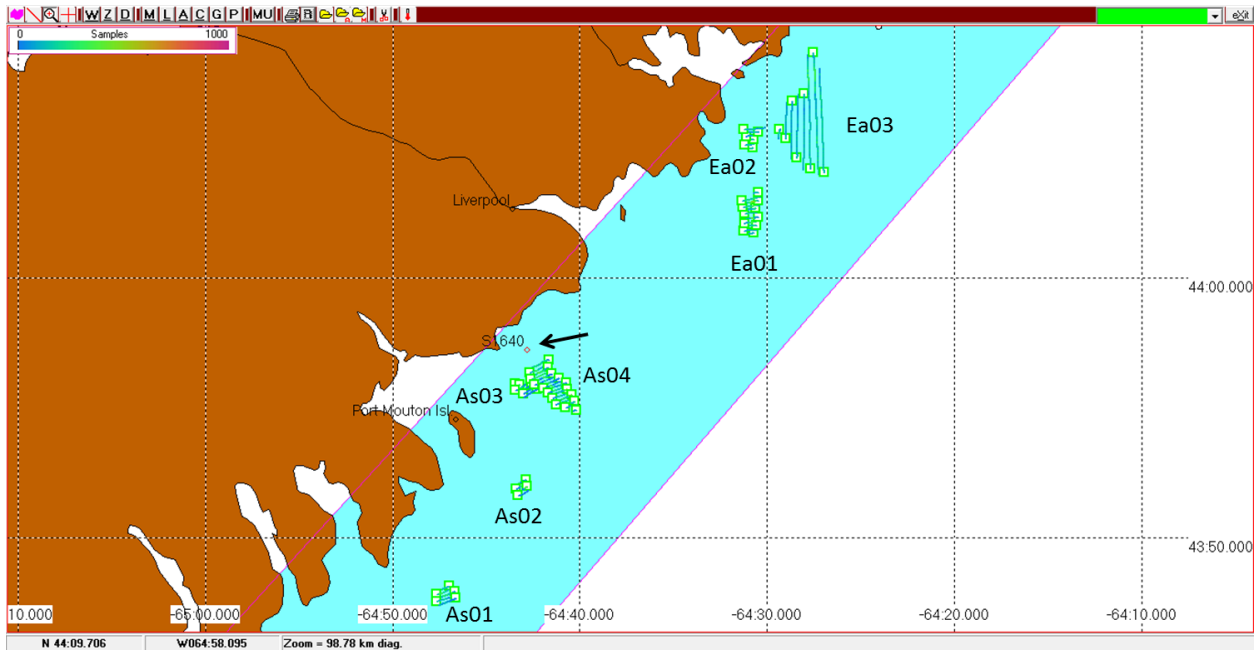 W Z D M L A C G P MU R eXit
0 Samples 1000
Ea03
Ea02
Liverpool
Ea01
44:00.000
S1640
As04
As03
Port Mouton Isl
As02
43:50.000
10.000 -65:00.000 -64:50.000 -64:40.000 -64:30.000 -64:20.000 -64:10.000
As01
N 44:09.706 W064:58.095 Zoom = 98.78 km diag.